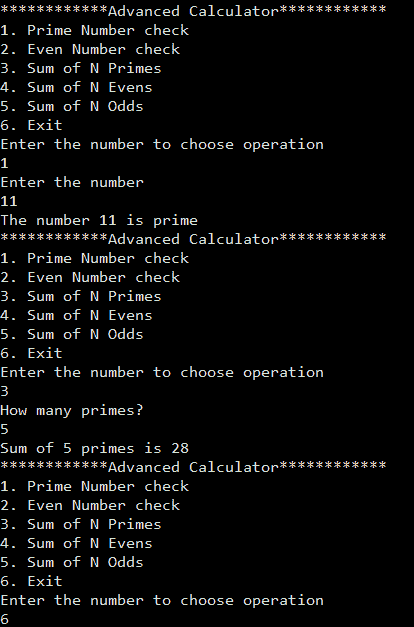 ************Advanced Calculator************
1. Prime Number check
2. Even Number check
3. Sum of N Primes
4. Sum of N Evens
5. Sum of N Odds
6. Exit
Enter the number to choose operation
1
Enter the number
11
The number 11 is prime
************Advanced Calculator************
1. Prime Number check
2. Even Number check
3. Sum of N Primes
4. Sum of N Evens
5. Sum of N Odds
6. Exit
Enter the number to choose operation
3
How many primes?
5
Sum of 5 primes is 28
************Advanced Calculator************
1. Prime Number check
2. Even Number check
3. Sum of N Primes
4. Sum of N Evens
5. Sum of N Odds
6. Exit
Enter the number to choose operation
6